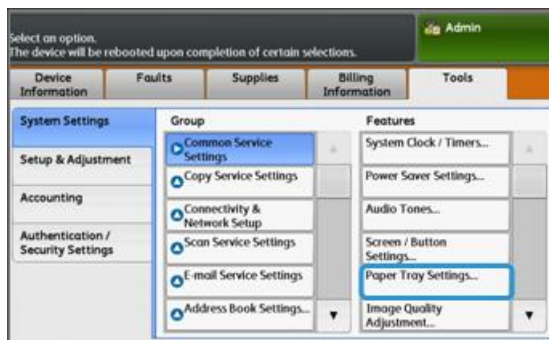 Select an option.
The device will be rebooted upon completion of certain selections.
Admin
Device
Information
Faults
Supplies
Billing
Information
Tools
System Settings
Setup & Adjustment
Accounting
Authentication /
Security Settings
Group
Common Service
Settings
Copy Service Settings
Connectivity &
Network Setup
Scan Service Settings
E-mail Service Settings
Address Book Settings...
Features
System Clock / Timers...
Power Saver Settings...
Audio Tones...
Screen / Button
Settings...
Paper Tray Settings...
Image Quality
Adjustment...